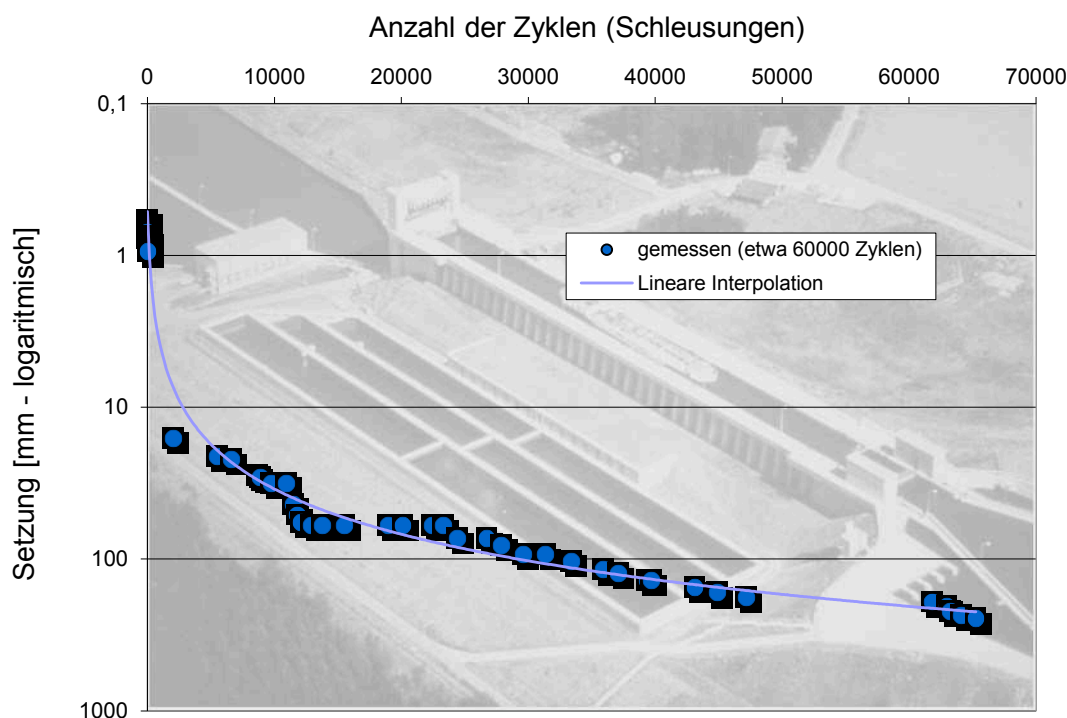 Anzahl der Zyklen (Schleusungen)
0 10000 20000 30000 40000 50000 60000 70000
0,1
1
10
100
1000
Setzung [mm - logaritmisch]
gemessen (etwa 60000 Zyklen)
Lineare Interpolation